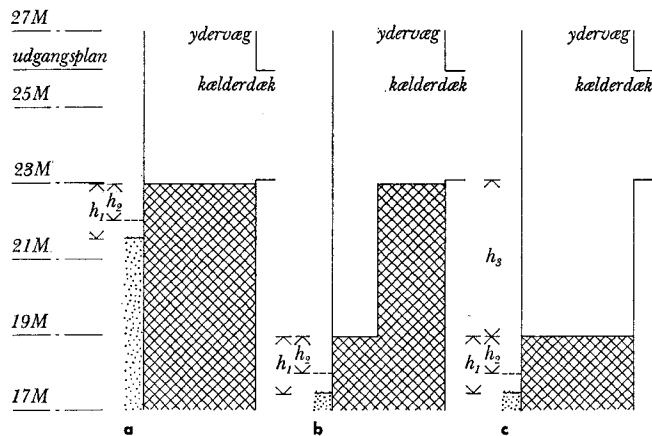 27M
ydervæg
ydervæg
ydervæg
udgangsplan
kælderdæk
kælderdæk
kælderdæk
25M
23M
h2
h1
21M
h3
19M
h2
h1
h2
h1
17M
a
b
c